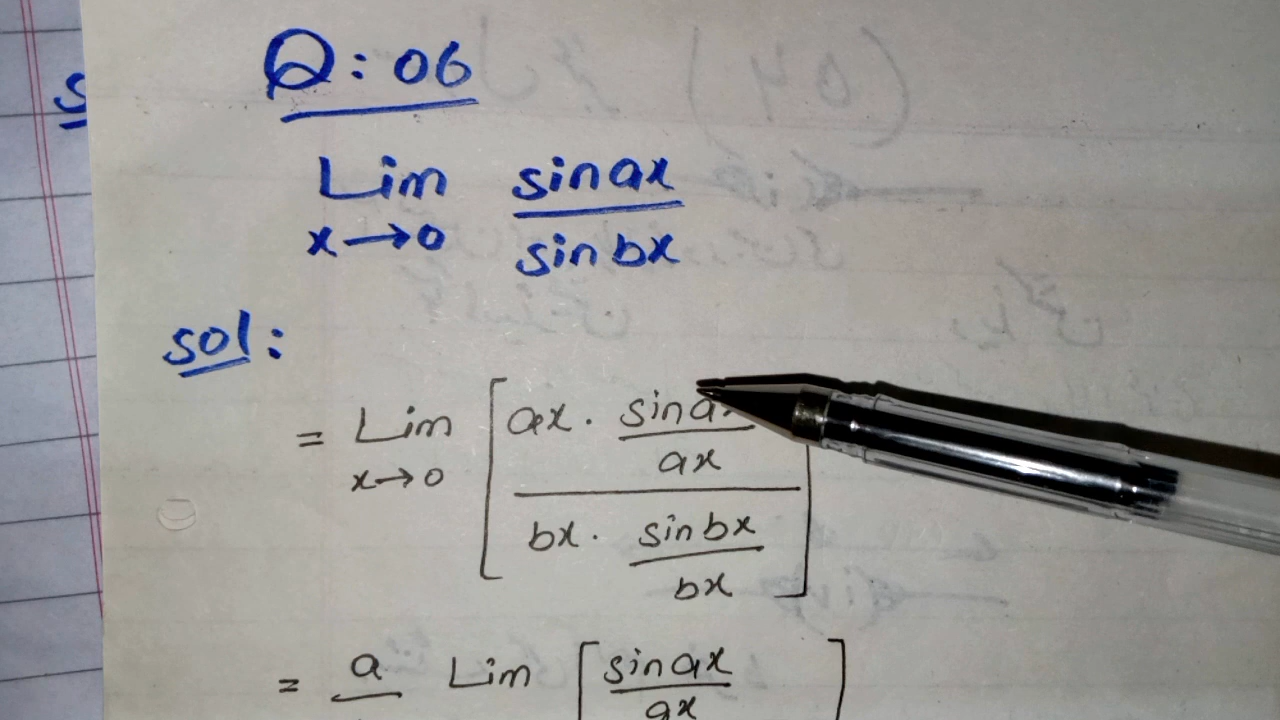 Q: 06
Lim sinax
x→0 sinbx
sol:
= Lim [ ax. sinax
x→0 ax
bx. sinbx
bx ]
= a Lim [ sinax ]
ax